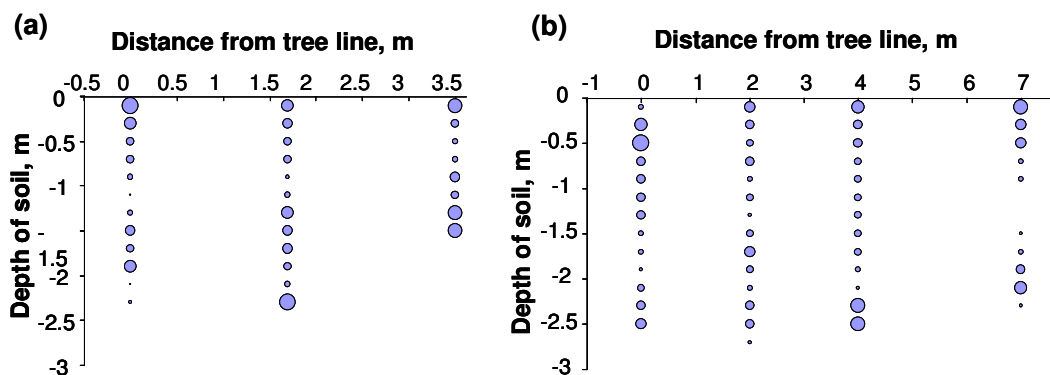 (a)
Distance from tree line, m
-0.5 0 0.5 1 1.5 2 2.5 3 3.5
0
-0.5
-1
-
1.5
-2
-2.5
-3
Depth of soil, m
(b)
Distance from tree line, m
-1 0 1 2 3 4 5 6 7
0
-0.5
-1
-1.5
-2
-2.5
-3
Depth of soil, m